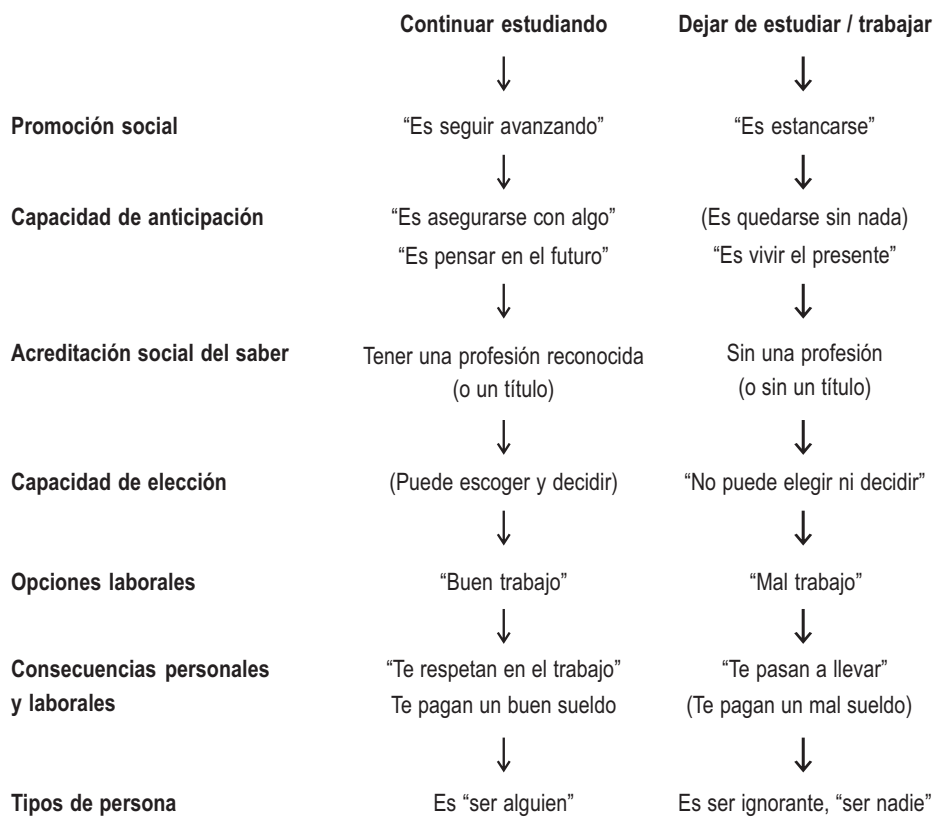 Continuar estudiando Dejar de estudiar / trabajar
Promoción social “Es seguir avanzando” “Es estancarse”
Capacidad de anticipación “Es asegurarse con algo” (Es quedarse sin nada)
“Es pensar en el futuro” “Es vivir el presente”
Acreditación social del saber Tener una profesión reconocida Sin una profesión
(o un título) (o sin un título)
Capacidad de elección (Puede escoger y decidir) “No puede elegir ni decidir”
Opciones laborales “Buen trabajo” “Mal trabajo”
Consecuencias personales “Te respetan en el trabajo” “Te pasan a llevar”
y laborales Te pagan un buen sueldo (Te pagan un mal sueldo)
Tipos de persona Es “ser alguien” Es ser ignorante, “ser nadie”